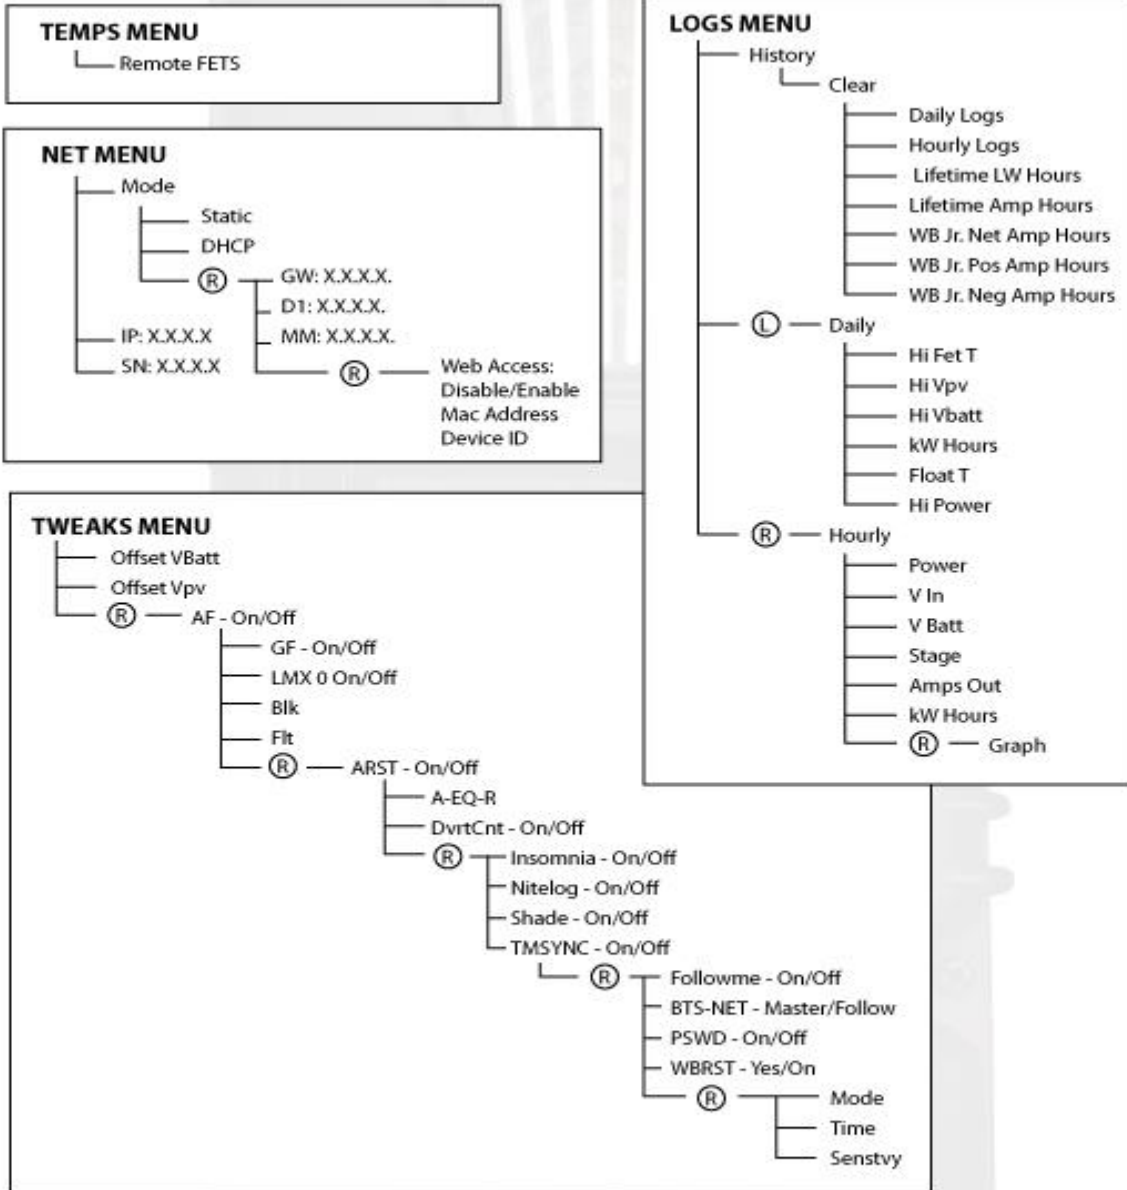 TEMPS MENU
Remote FETS
NET MENU
Mode
Static
DHCP
R GW: X.X.X.X.
D1: X.X.X.X.
IP: X.X.X.X MM: X.X.X.X.
SN: X.X.X.X R Web Access:
Disable/Enable
Mac Address
Device ID
LOGS MENU
History
Clear
Daily Logs
Hourly Logs
Lifetime LW Hours
Lifetime Amp Hours
WB Jr. Net Amp Hours
WB Jr. Pos Amp Hours
WB Jr. Neg Amp Hours
L Daily
Hi Fet T
Hi Vpv
Hi Vbatt
kW Hours
Float T
Hi Power
R Hourly
Power
V In
V Batt
Stage
Amps Out
kW Hours
R Graph
TWEAKS MENU
Offset VBatt
Offset Vpv
R AF - On/Off
GF - On/Off
LMX 0 On/Off
Blk
Flt
R ARST - On/Off
A-EQ-R
DvrtCnt - On/Off
R Insomnia - On/Off
Nitelog - On/Off
Shade - On/Off
TMSYNC - On/Off
R Followme - On/Off
BTS-NET - Master/Follow
PSWD - On/Off
WBRST - Yes/On
R Mode
Time
Senstvy